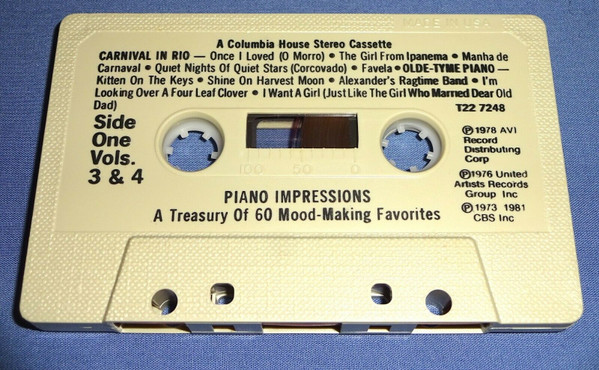 MADE IN U.S.A.
A Columbia House Stereo Cassette
CARNIVAL IN RIO — Once I Loved (O Morro) • The Girl From Ipanema • Manha de
Carnaval • Quiet Nights Of Quiet Stars (Corcovado) • Favela • OLDE-TYME PIANO —
Kitten On The Keys • Shine On Harvest Moon • Alexander's Ragtime Band • I'm
Looking Over A Four Leaf Clover • I Want A Girl (Just Like The Girl Who Married Dear Old
Dad)
T22 7248
Side
One
Vols.
3 & 4
100 50 0
℗ 1978 AVI
Record
Distributing
Corp
℗ 1976 United
Artists Records
Group Inc
℗ 1973 1981
CBS Inc
PIANO IMPRESSIONS
A Treasury Of 60 Mood-Making Favorites